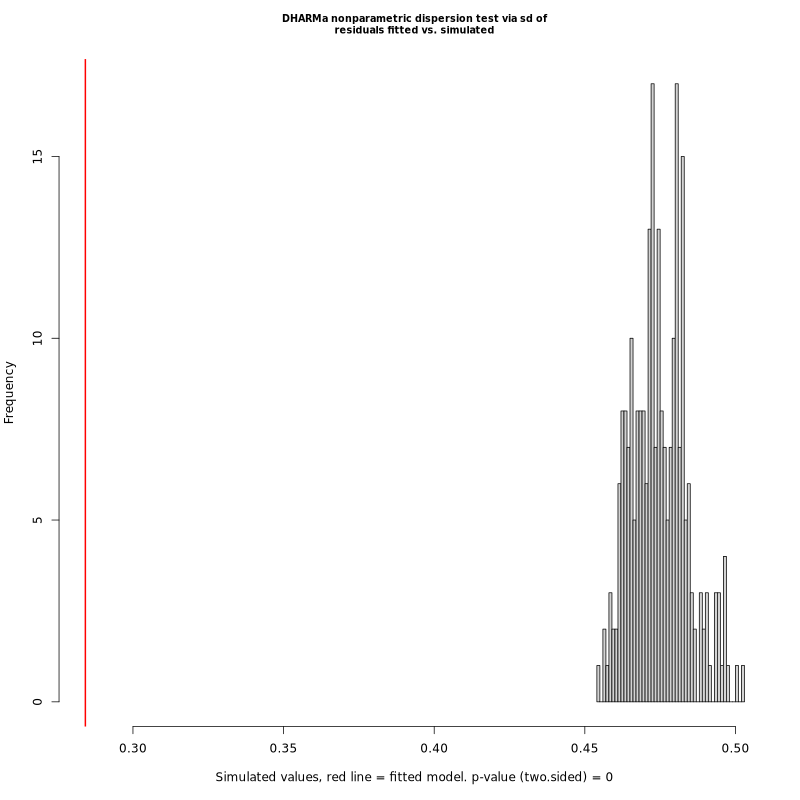 DHARMa nonparametric dispersion test via sd of
residuals fitted vs. simulated
Frequency
15
10
5
0
0.30 0.35 0.40 0.45 0.50
Simulated values, red line = fitted model. p-value (two.sided) = 0